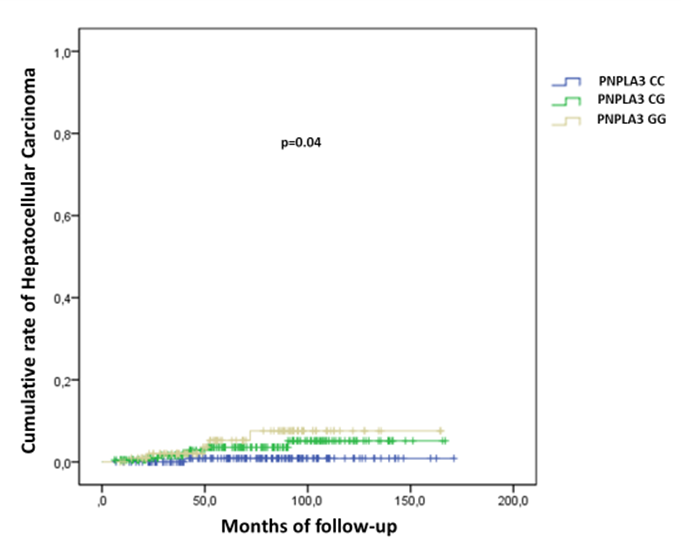 Cumulative rate of Hepatocellular Carcinoma
1,0
0,8
0,6
0,4
0,2
0,0
p=0.04
,0
50,0
100,0
150,0
200,0
Months of follow-up
PNPLA3 CC
PNPLA3 CG
PNPLA3 GG